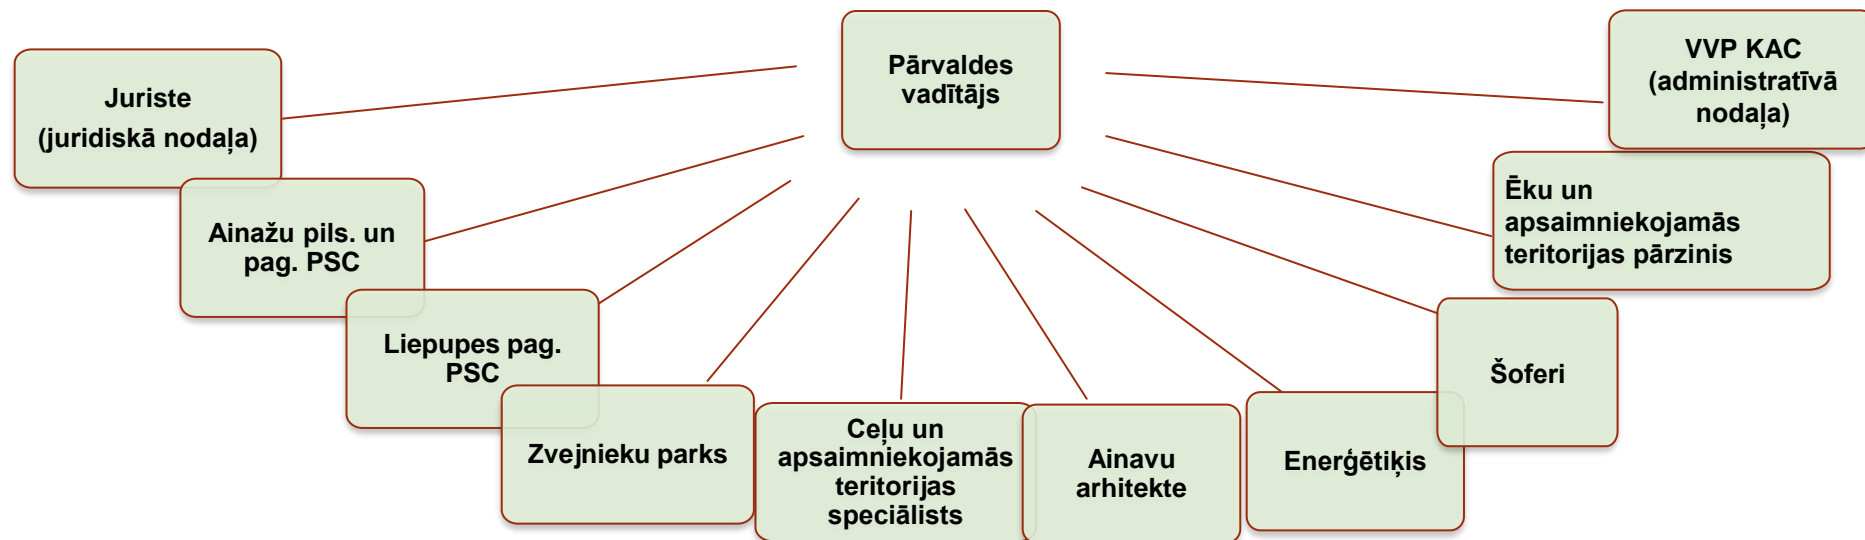 Pārvaldes
vadītājs
VVP KAC
(administratīvā
nodaļa)
Juriste
(juridiskā nodaļa)
Ēku un
apsaimniekojamās
teritorijas pārzinis
Ainažu pils. un
pag. PSC
Liepupes pag.
PSC
Šoferi
Zvejnieku parks
Ceļu un
apsaimniekojamās
teritorijas
speciālists
Ainavu
arhitekte
Enerģētiķis